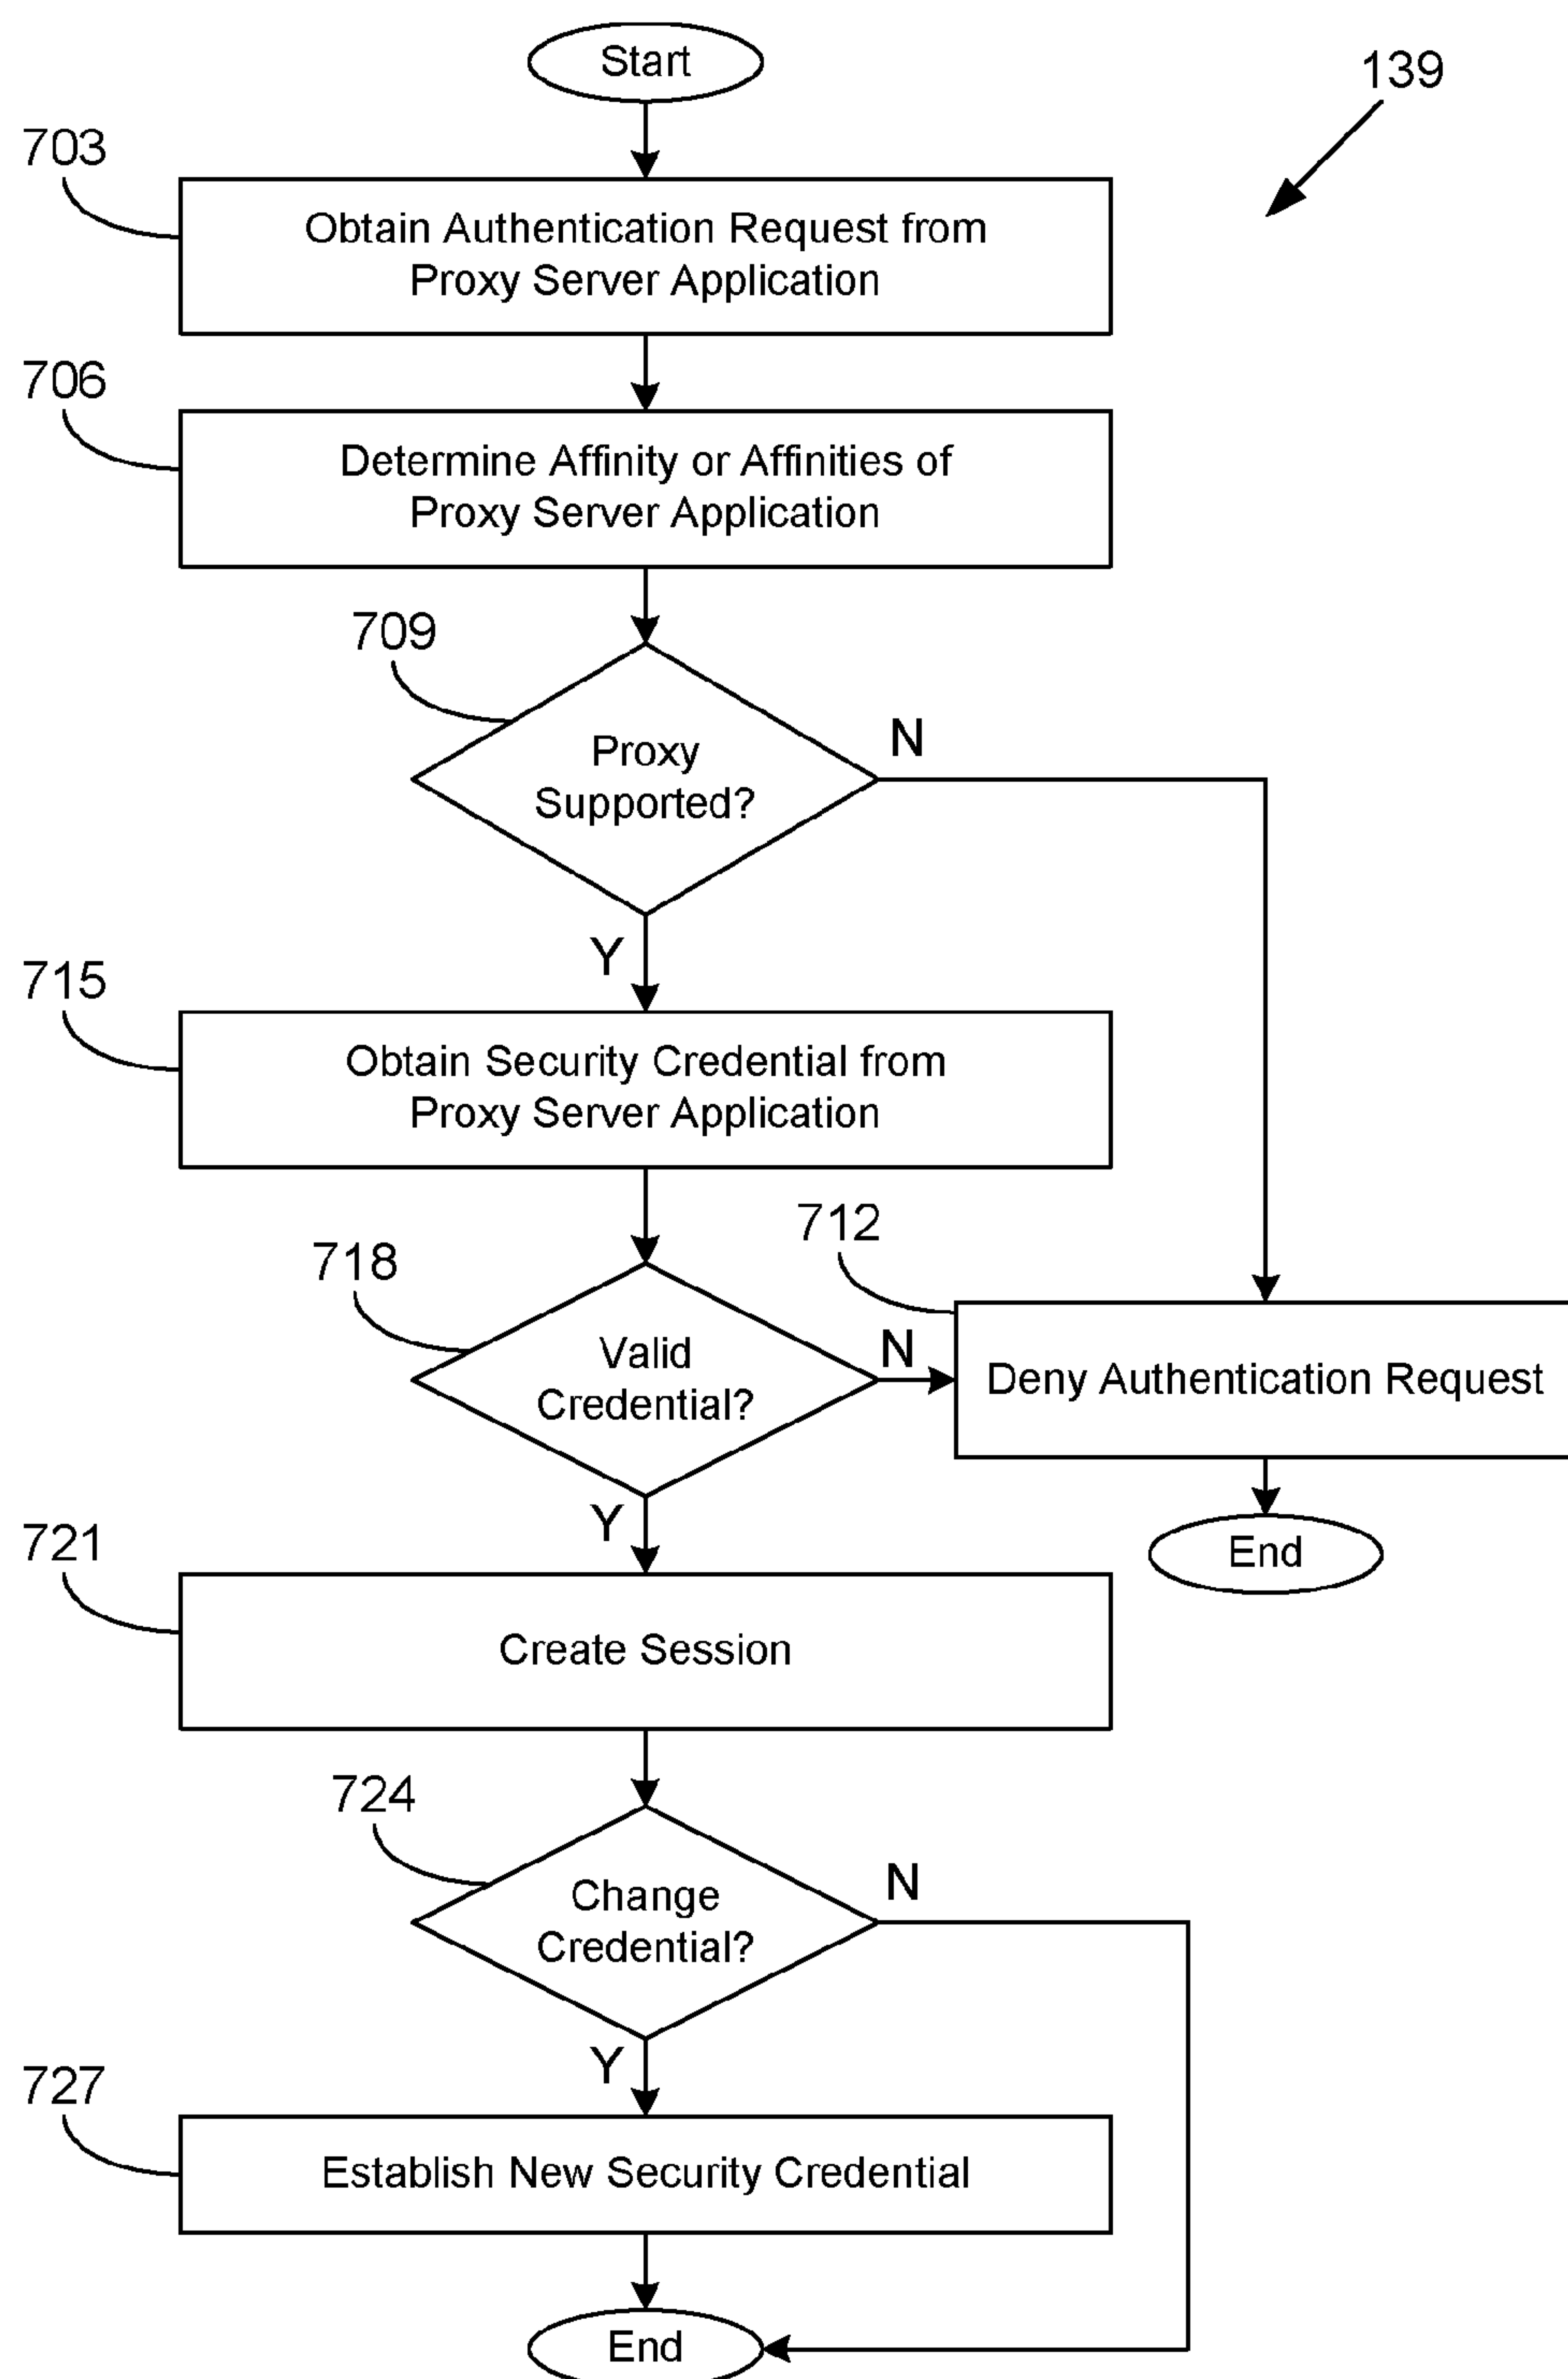 Start
139
703
Obtain Authentication Request from
Proxy Server Application
706
Determine Affinity or Affinities of
Proxy Server Application
709
Proxy
Supported?
N
Y
715
Obtain Security Credential from
Proxy Server Application
712
718
Valid
Credential?
N
Deny Authentication Request
Y
End
721
Create Session
724
Change
Credential?
N
Y
727
Establish New Security Credential
End